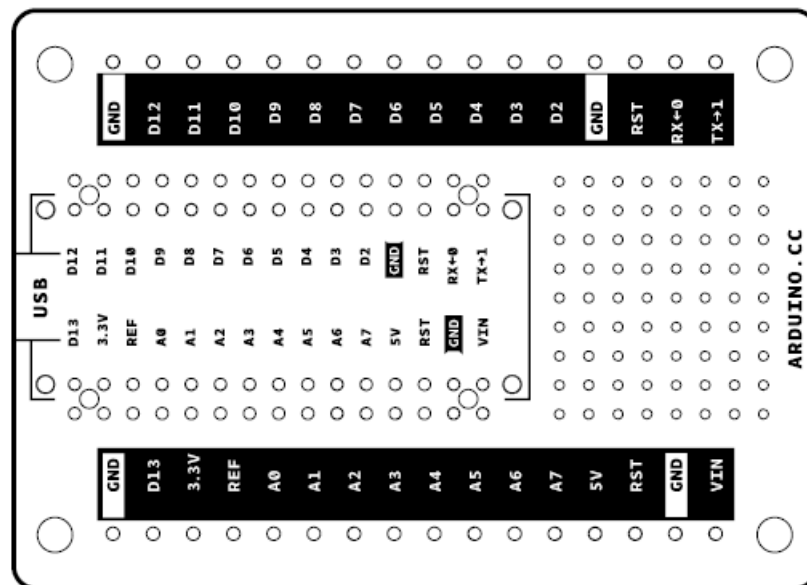 GND D12 D11 D10 D9 D8 D7 D6 D5 D4 D3 D2 GND RST RX←0 TX→1
D12 D11 D10 D9 D8 D7 D6 D5 D4 D3 D2 GND RST RX←0 TX→1
USB
D13 3.3V REF A0 A1 A2 A3 A4 A5 A6 A7 5V RST GND VIN
ARDUINO.CC
GND D13 3.3V REF A0 A1 A2 A3 A4 A5 A6 A7 5V RST GND VIN